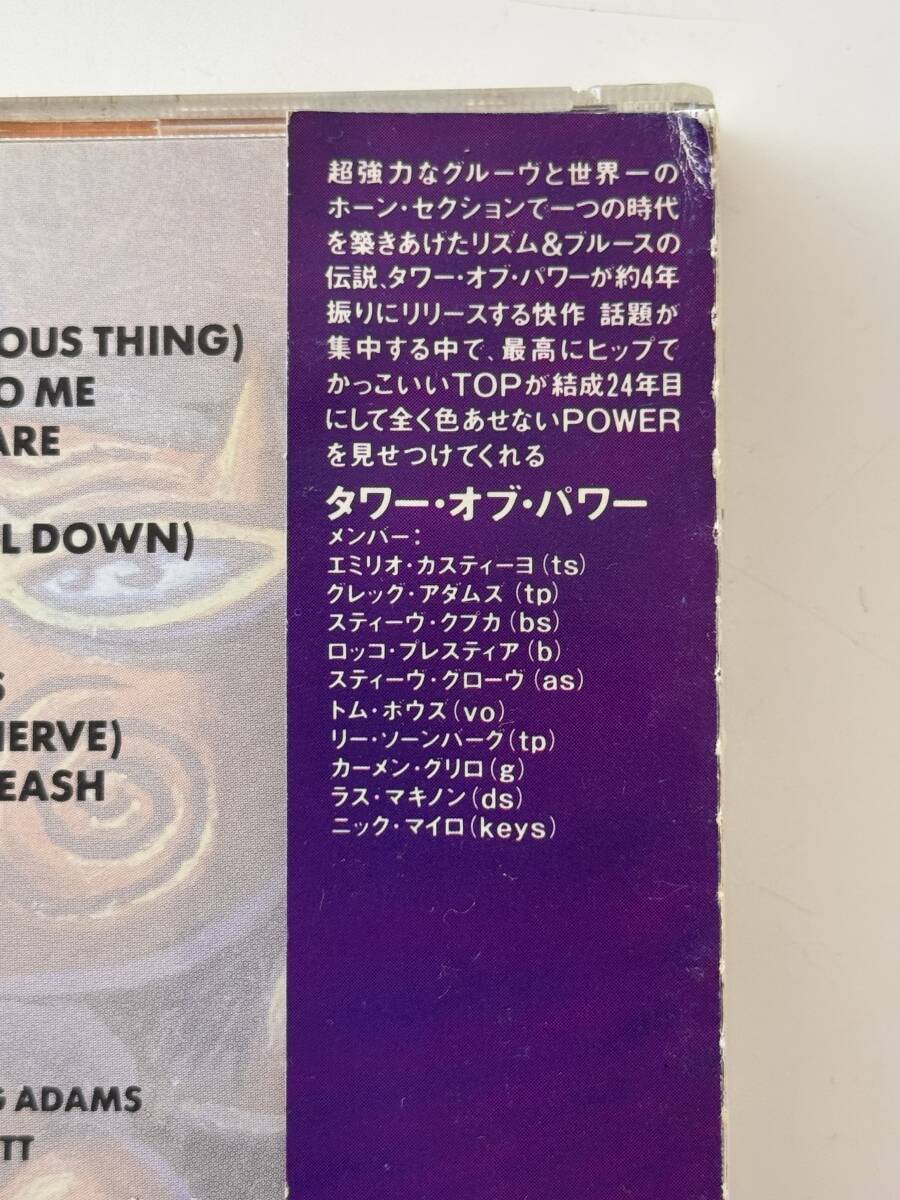 OUS THING)
O ME
ARE
L DOWN)
S
NERVE)
EASH
G ADAMS
TT
超強力なグルーヴと世界一の
ホーン・セクションで一つの時代
を築きあげたリズム&ブルースの
伝説、タワー・オブ・パワーが約4年
振りにリリースする快作 話題が
集中する中で、最高にヒップで
かっこいいTOPが結成24年目
にして全く色あせないPOWER
を見せつけてくれる
タワー・オブ・パワー
メンバー:
エミリオ・カスティーヨ(ts)
グレッグ・アダムズ(tp)
スティーヴ・クプカ(bs)
ロッコ・プレスティア(b)
スティーヴ・グローヴ(as)
トム・ボウズ(vo)
リー・ソーンバーグ(tp)
カーメン・グリロ(g)
ラス・マキノン(ds)
ニック・マイロ(keys)